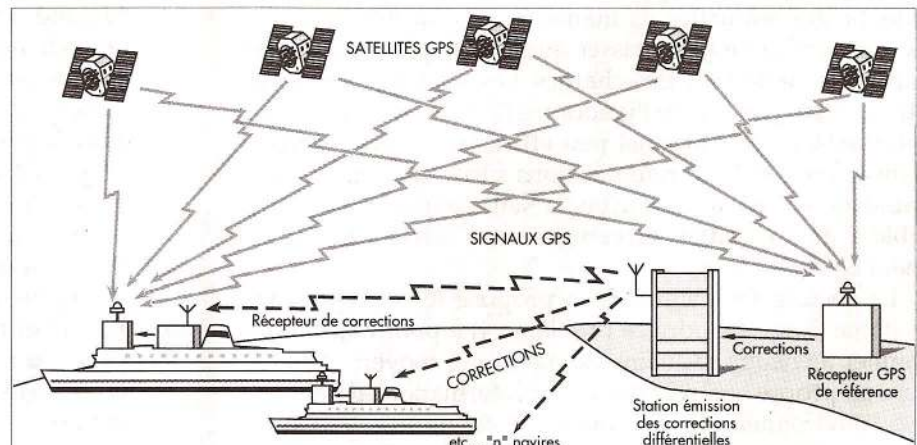 SATELLITES GPS
SIGNAUX GPS
Récepteur de corrections
CORRECTIONS
Corrections
Récepteur GPS
de référence
Station émission
des corrections
différentielles
etc... "n" navires